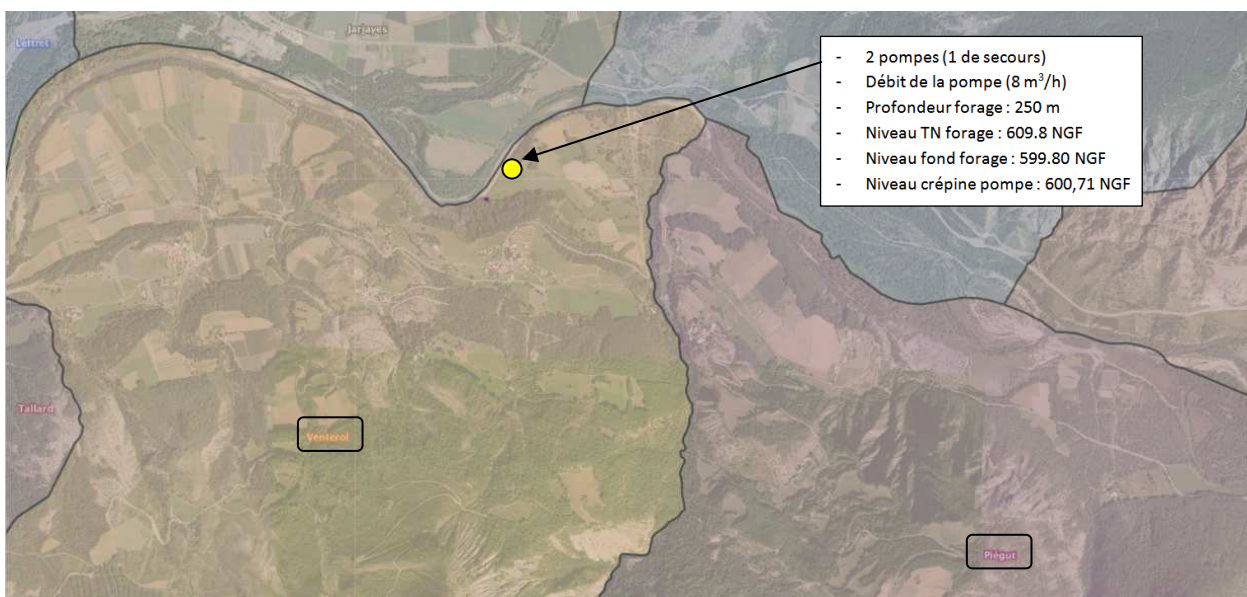 Jarjayes
Lettret
- 2 pompes (1 de secours)
- Débit de la pompe (8 m³/h)
- Profondeur forage : 250 m
- Niveau TN forage : 609.8 NGF
- Niveau fond forage : 599.80 NGF
- Niveau crépine pompe : 600,71 NGF
Tallard
Venterol
Piégut